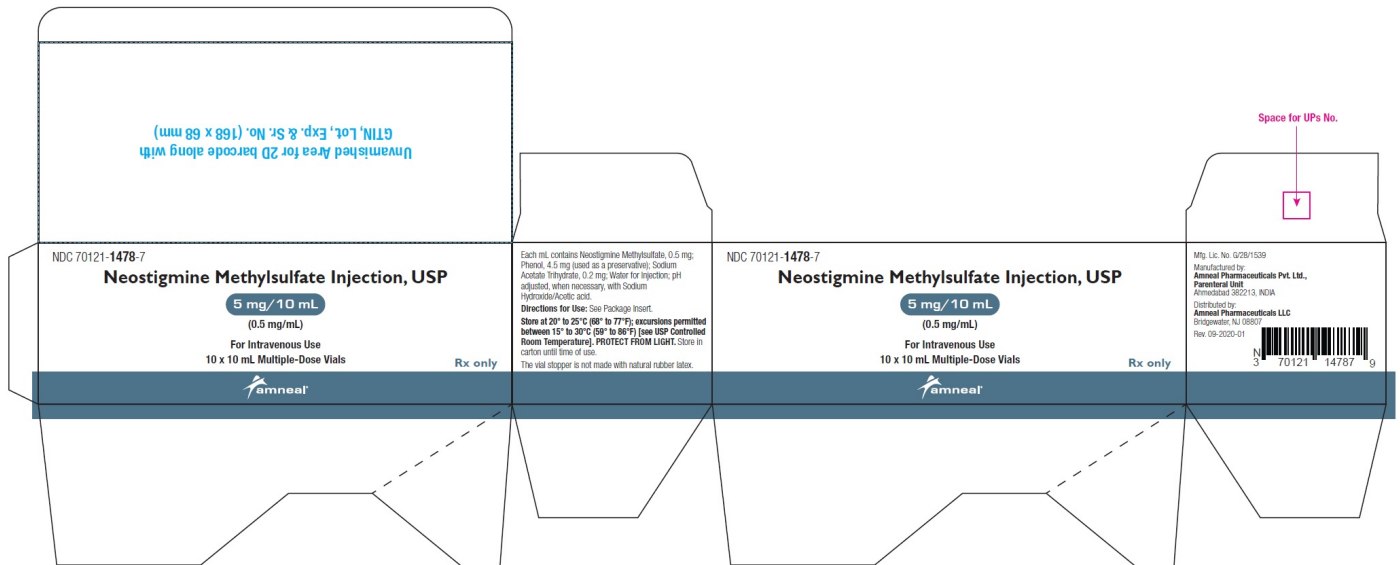 Unvarnished Area for 2D barcode along with
GTIN, Lot, Exp. & Sr. No. (168 x 68 mm)
Space for UPs No.
NDC 70121-1478-7
Neostigmine Methylsulfate Injection, USP
5 mg/10 mL
(0.5 mg/mL)
For Intravenous Use
10 x 10 mL Multiple-Dose Vials
Rx only
amneal®
Each mL contains Neostigmine Methylsulfate, 0.5 mg;
Phenol, 4.5 mg (used as a preservative); Sodium
Acetate Trihydrate, 0.2 mg; Water for Injection; pH
adjusted, when necessary, with Sodium
Hydroxide/Acetic acid.
Directions for Use: See Package Insert.
Store at 20° to 25°C (68° to 77°F); excursions permitted
between 15° to 30°C (59° to 86°F) [see USP Controlled
Room Temperature]. PROTECT FROM LIGHT. Store in
carton until time of use.
The vial stopper is not made with natural rubber latex.
NDC 70121-1478-7
Neostigmine Methylsulfate Injection, USP
5 mg/10 mL
(0.5 mg/mL)
For Intravenous Use
10 x 10 mL Multiple-Dose Vials
Rx only
amneal®
Mfg. Lic. No. G/28/1539
Manufactured by:
Amneal Pharmaceuticals Pvt. Ltd.,
Parenteral Unit
Ahmedabad 382213, INDIA
Distributed by:
Amneal Pharmaceuticals LLC
Bridgewater, NJ 08807
Rev. 09-2020-01
N
3 70121 14787 9